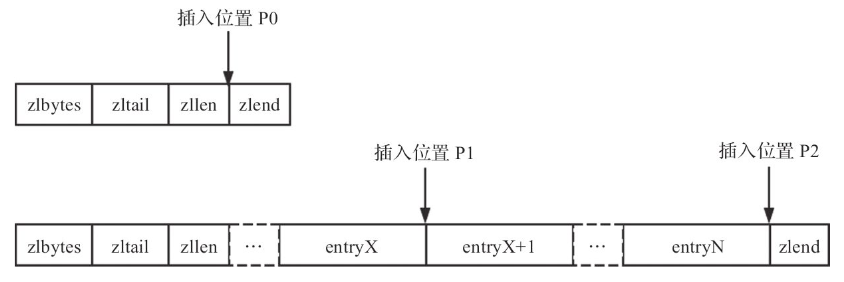 插入位置 P0
zlbytes zltail zllen zlend
插入位置 P1 插入位置 P2
zlbytes zltail zllen … entryX entryX+1 … entryN zlend